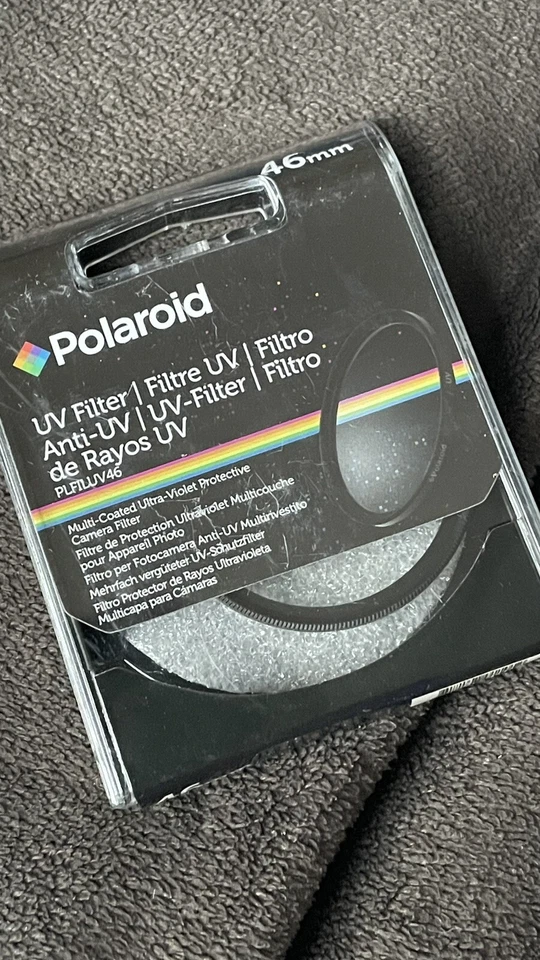 46mm
Polaroid
UV Filter | Filtre UV | Filtro
Anti-UV | UV-Filter | Filtro
de Rayos UV
PLFILUV46
Multi-Coated Ultra-Violet Protective
Camera Filter
Filtre de Protection Ultraviolet Multicouche
pour Appareil Photo
Filtro per Fotocamera Anti-UV Multirivestito
Mehrfach vergüteter UV-Schutzfilter
Filtro Protector de Rayos Ultravioleta
Multicapa para Cámaras
UV
Polaroid